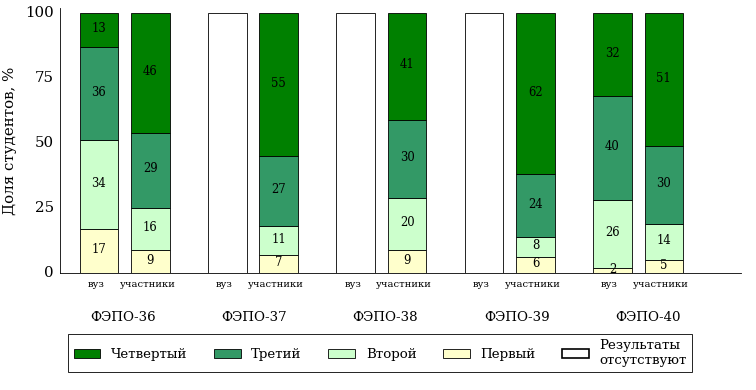 Доля студентов, %
100
75
50
25
0
13 46 55 41 62 32 51
36 29 27 30 24 40 30
34 16 11 20 8 26 14
17 9 7 9 6 2 5
вуз участники вуз участники вуз участники вуз участники вуз участники
ФЭПО-36 ФЭПО-37 ФЭПО-38 ФЭПО-39 ФЭПО-40
Четвертый Третий Второй Первый Результаты
отсутствуют